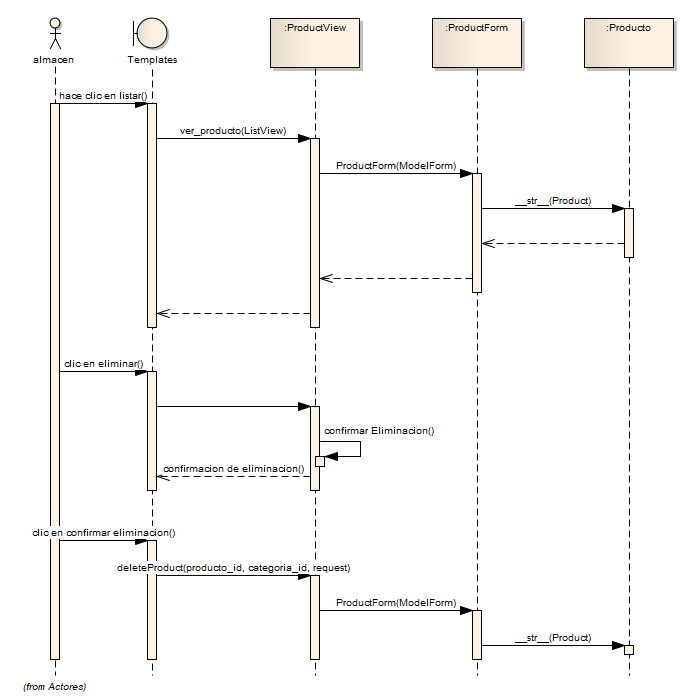 :ProductView
:ProductForm
:Producto
almacen
Templates
hace clic en listar()
ver_producto(ListView)
ProductForm(ModelForm)
__str__(Product)
clic en eliminar()
confirmar Eliminacion()
confirmacion de eliminacion()
clic en confirmar eliminacion()
deleteProduct(producto_id, categoria_id, request)
ProductForm(ModelForm)
__str__(Product)
(from Actores)